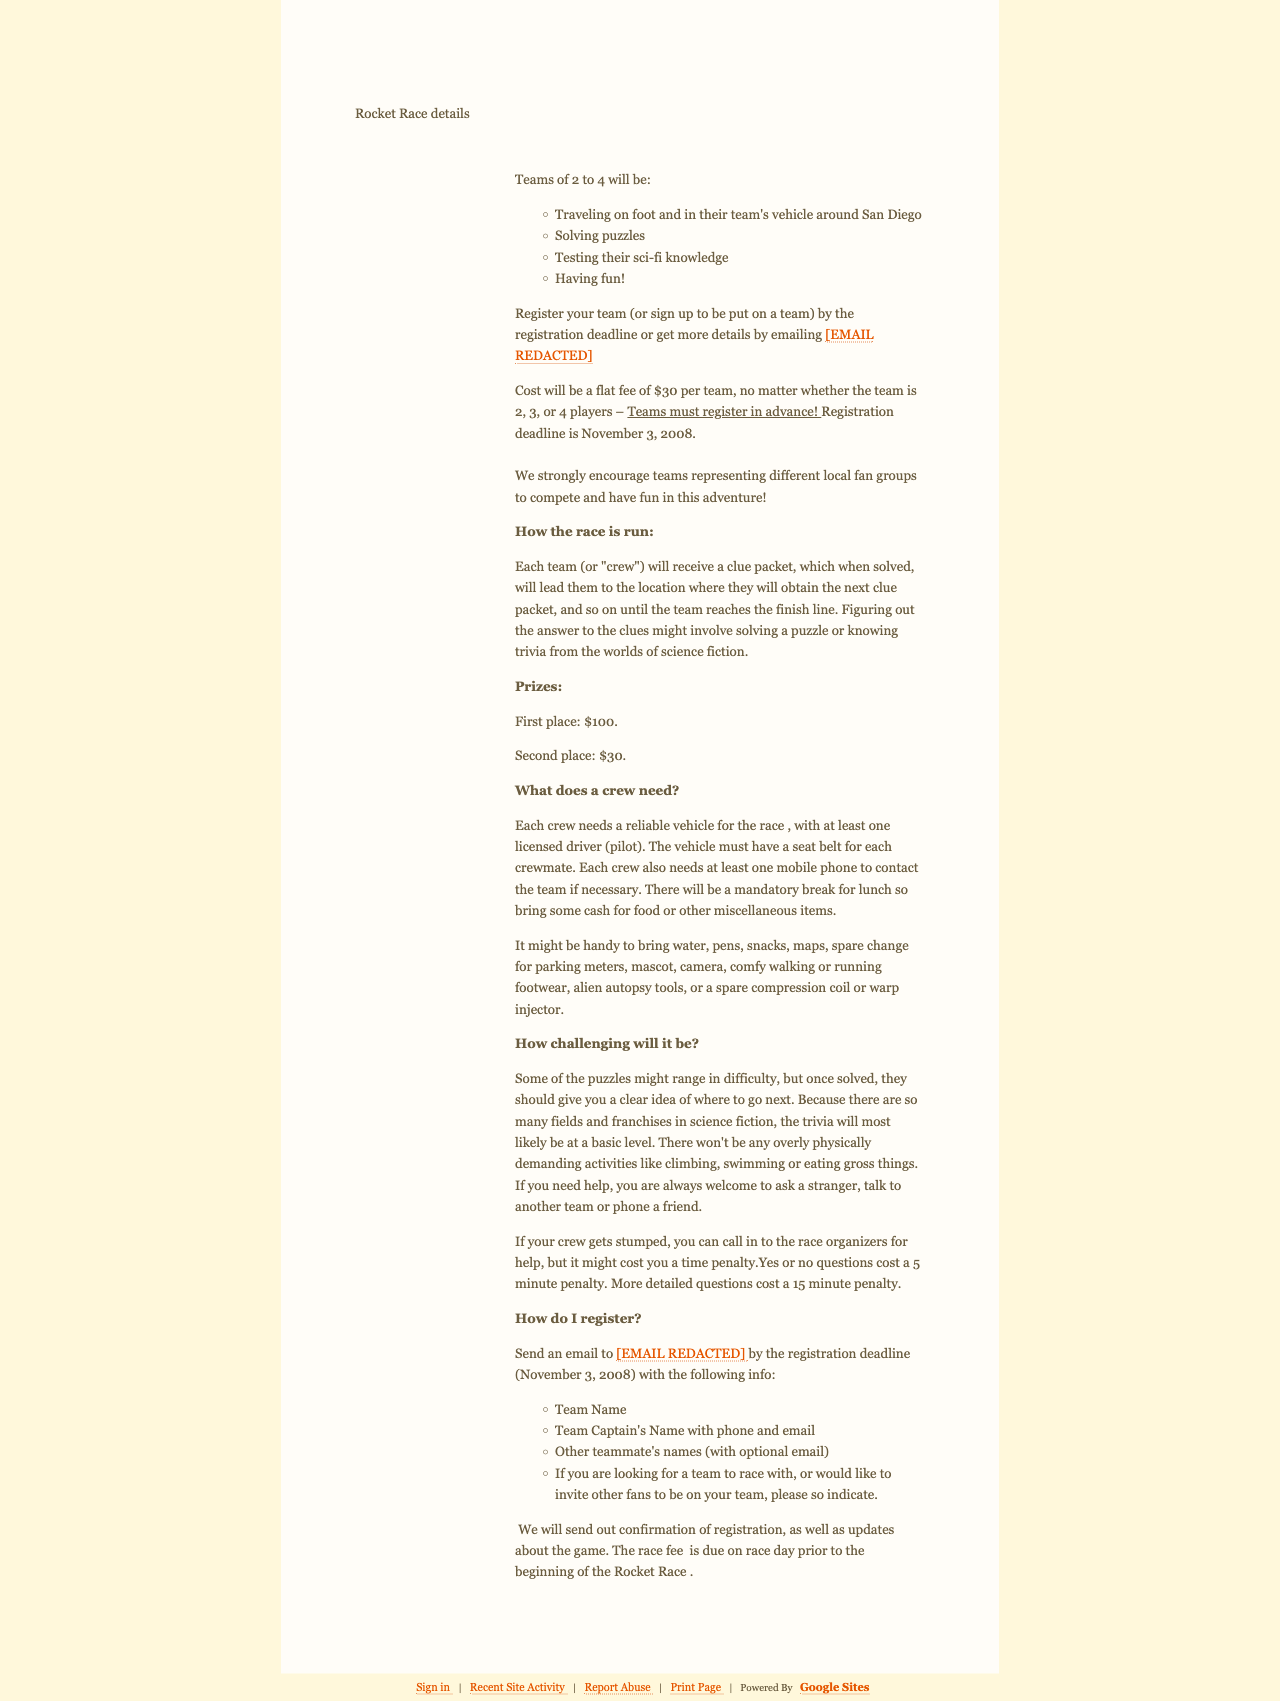 Rocket Race details
Teams of 2 to 4 will be:
○ Traveling on foot and in their team's vehicle around San Diego
○ Solving puzzles
○ Testing their sci-fi knowledge
○ Having fun!
Register your team (or sign up to be put on a team) by the
registration deadline or get more details by emailing [EMAIL
REDACTED]
Cost will be a flat fee of $30 per team, no matter whether the team is
2, 3, or 4 players – Teams must register in advance! Registration
deadline is November 3, 2008.
We strongly encourage teams representing different local fan groups
to compete and have fun in this adventure!
How the race is run:
Each team (or "crew") will receive a clue packet, which when solved,
will lead them to the location where they will obtain the next clue
packet, and so on until the team reaches the finish line. Figuring out
the answer to the clues might involve solving a puzzle or knowing
trivia from the worlds of science fiction.
Prizes:
First place: $100.
Second place: $30.
What does a crew need?
Each crew needs a reliable vehicle for the race , with at least one
licensed driver (pilot). The vehicle must have a seat belt for each
crewmate. Each crew also needs at least one mobile phone to contact
the team if necessary. There will be a mandatory break for lunch so
bring some cash for food or other miscellaneous items.
It might be handy to bring water, pens, snacks, maps, spare change
for parking meters, mascot, camera, comfy walking or running
footwear, alien autopsy tools, or a spare compression coil or warp
injector.
How challenging will it be?
Some of the puzzles might range in difficulty, but once solved, they
should give you a clear idea of where to go next. Because there are so
many fields and franchises in science fiction, the trivia will most
likely be at a basic level. There won't be any overly physically
demanding activities like climbing, swimming or eating gross things.
If you need help, you are always welcome to ask a stranger, talk to
another team or phone a friend.
If your crew gets stumped, you can call in to the race organizers for
help, but it might cost you a time penalty.Yes or no questions cost a 5
minute penalty. More detailed questions cost a 15 minute penalty.
How do I register?
Send an email to [EMAIL REDACTED] by the registration deadline
(November 3, 2008) with the following info:
○ Team Name
○ Team Captain's Name with phone and email
○ Other teammate's names (with optional email)
○ If you are looking for a team to race with, or would like to
invite other fans to be on your team, please so indicate.
We will send out confirmation of registration, as well as updates
about the game. The race fee is due on race day prior to the
beginning of the Rocket Race .
Sign in | Recent Site Activity | Report Abuse | Print Page | Powered By Google Sites